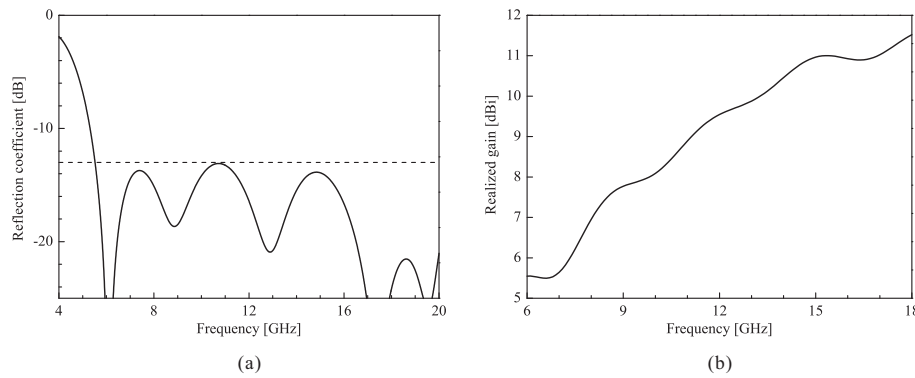 0
-10
-20
Reflection coefficient [dB]
4 8 12 16 20
Frequency [GHz]
(a)
12
11
10
9
8
7
6
5
Realized gain [dBi]
6 9 12 15 18
Frequency [GHz]
(b)